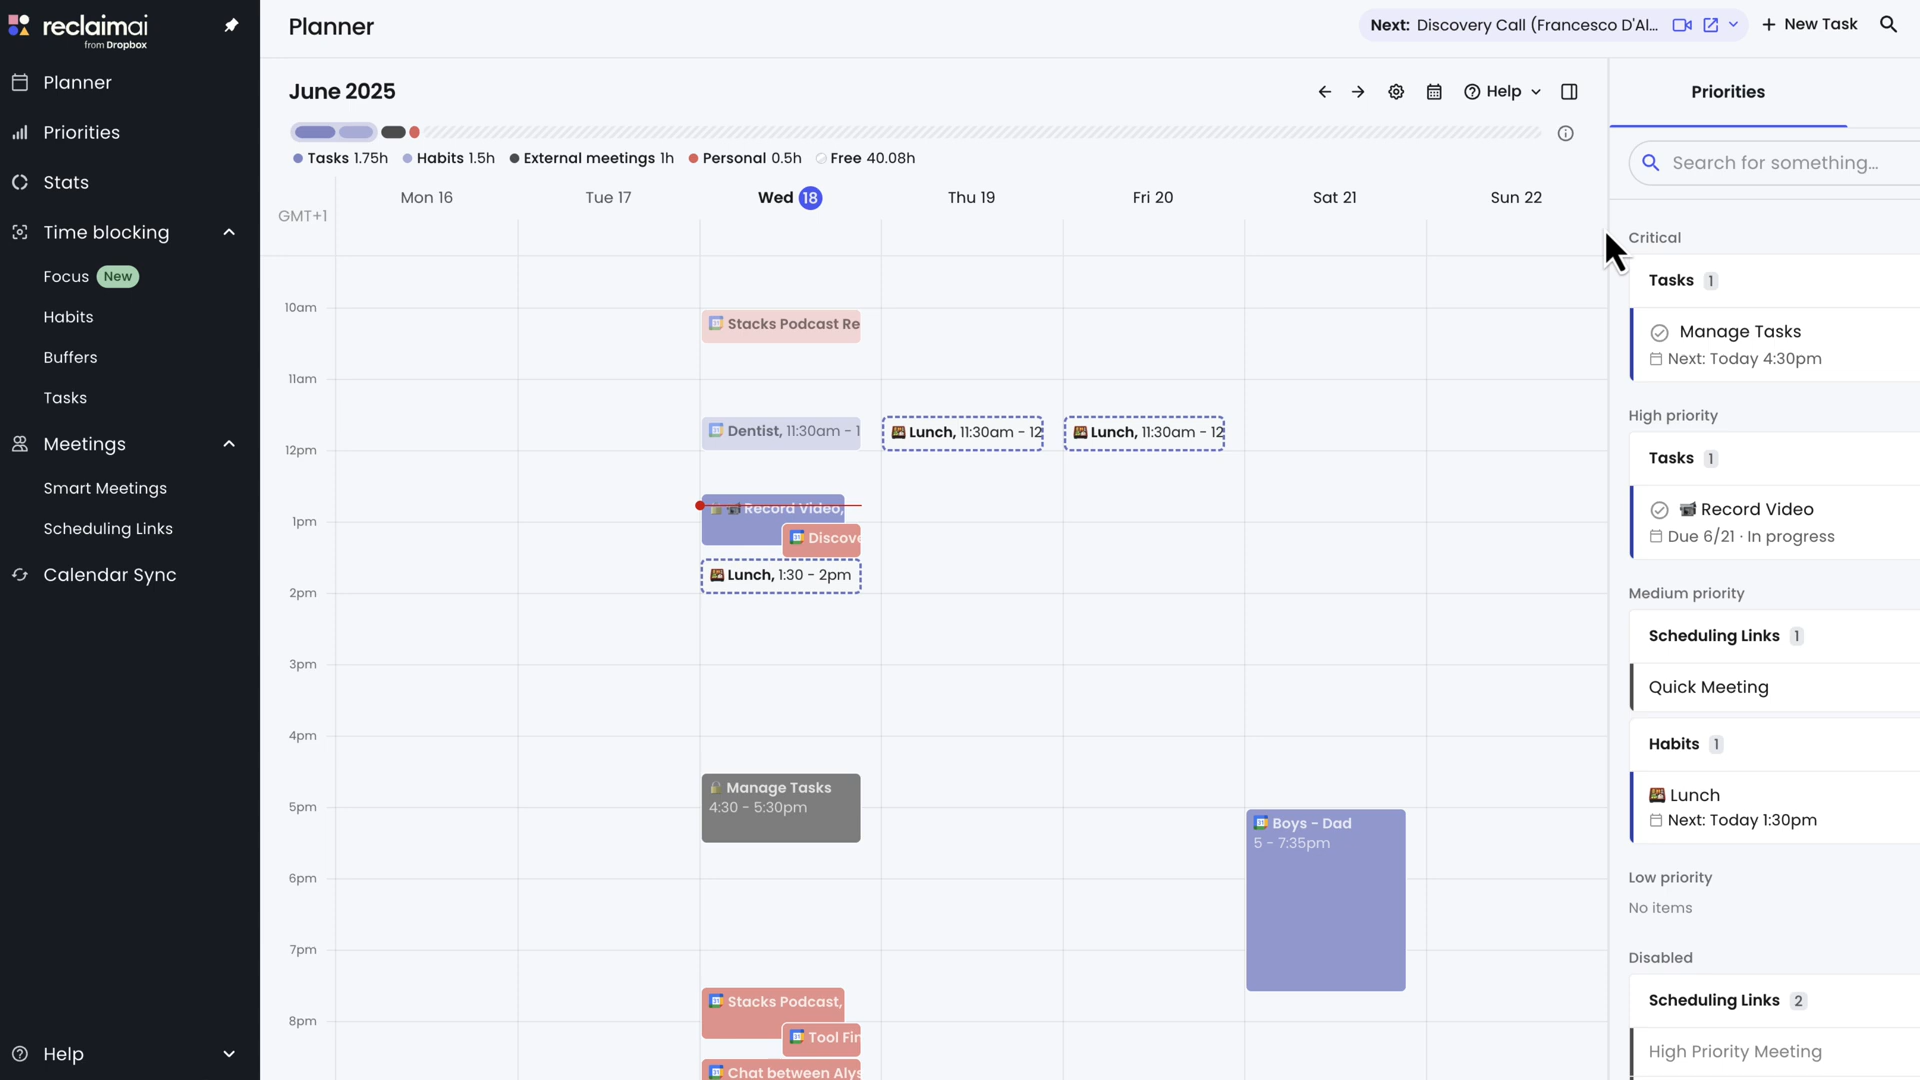 reclaimai
from Dropbox
Planner
Priorities
Stats
Time blocking
Focus New
Habits
Buffers
Tasks
Meetings
Smart Meetings
Scheduling Links
Calendar Sync
Help
Planner
Next: Discovery Call (Francesco D'Al...
+ New Task
June 2025
Help
Tasks 1.75h
Habits 1.5h
External meetings 1h
Personal 0.5h
Free 40.08h
GMT+1
Mon 16
Tue 17
Wed 18
Thu 19
Fri 20
Sat 21
Sun 22
10am
11am
12pm
1pm
2pm
3pm
4pm
5pm
6pm
7pm
8pm
Stacks Podcast Re
Dentist, 11:30am - 1
Record Video,
Discove
Lunch, 1:30 - 2pm
Manage Tasks
4:30 - 5:30pm
Stacks Podcast,
Tool Fin
Chat between Alys
Lunch, 11:30am - 12
Lunch, 11:30am - 12
Boys - Dad
5 - 7:35pm
Priorities
Search for something...
Critical
Tasks 1
Manage Tasks
Next: Today 4:30pm
High priority
Tasks 1
Record Video
Due 6/21 · In progress
Medium priority
Scheduling Links 1
Quick Meeting
Habits 1
Lunch
Next: Today 1:30pm
Low priority
No items
Disabled
Scheduling Links 2
High Priority Meeting